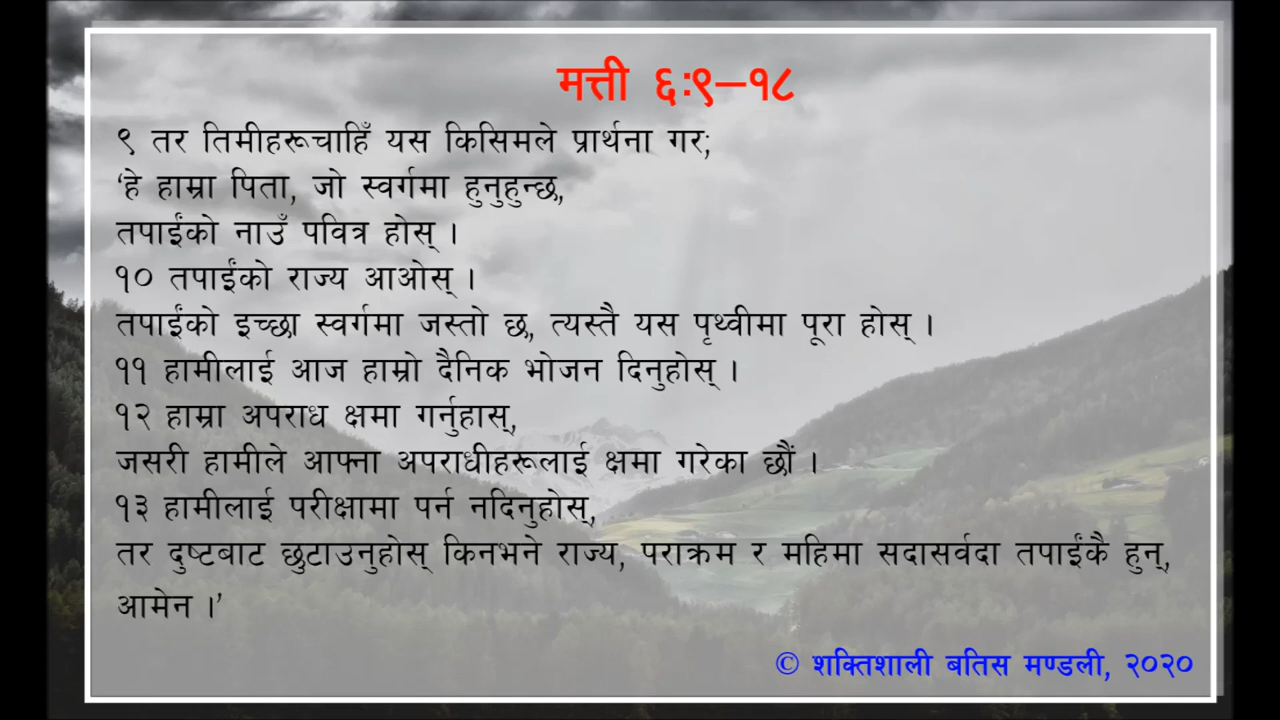 मत्ती ६:९–१८
९ तर तिमीहरूचाहिँ यस किसिमले प्रार्थना गर;
‘हे हाम्रा पिता, जो स्वर्गमा हुनुहुन्छ,
तपाईंको नाउँ पवित्र होस् ।
१० तपाईंको राज्य आओस् ।
तपाईंको इच्छा स्वर्गमा जस्तो छ, त्यस्तै यस पृथ्वीमा पूरा होस् ।
११ हामीलाई आज हाम्रो दैनिक भोजन दिनुहोस् ।
१२ हाम्रा अपराध क्षमा गर्नुहास्,
जसरी हामीले आफ्ना अपराधीहरूलाई क्षमा गरेका छौं ।
१३ हामीलाई परीक्षामा पर्न नदिनुहोस्,
तर दुष्टबाट छुटाउनुहोस् किनभने राज्य, पराक्रम र महिमा सदासर्वदा तपाईंकै हुन्,
आमेन ।’
© शक्तिशाली बतिस मण्डली, २०२०